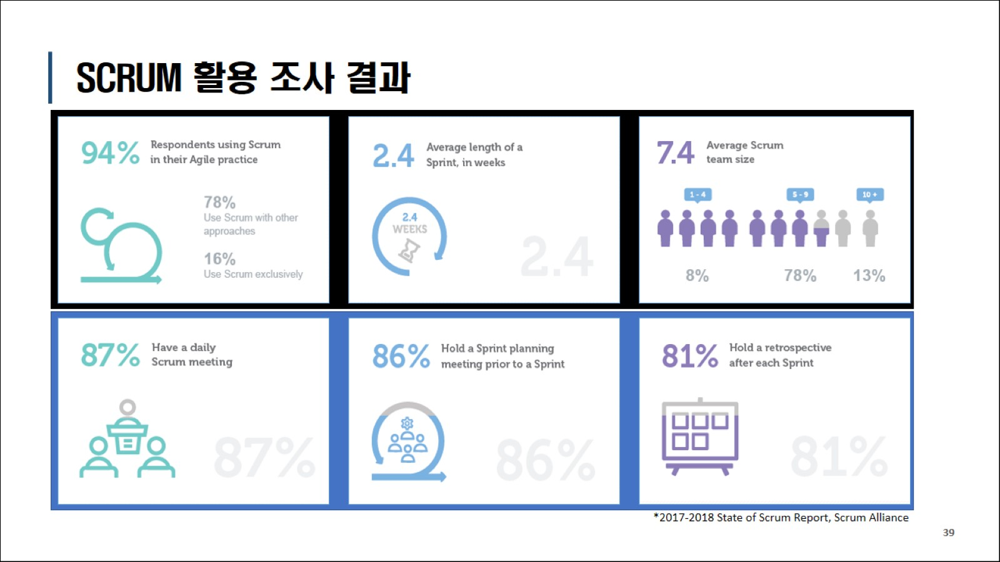 SCRUM 활용 조사 결과
94%
Respondents using Scrum
in their Agile practice
78%
Use Scrum with other
approaches
16%
Use Scrum exclusively
2.4
Average length of a
Sprint, in weeks
2.4
WEEKS
2.4
7.4
Average Scrum
team size
1 - 4
5 - 9
10 +
8%
78%
13%
87%
Have a daily
Scrum meeting
87%
86%
Hold a Sprint planning
meeting prior to a Sprint
86%
81%
Hold a retrospective
after each Sprint
81%
*2017-2018 State of Scrum Report, Scrum Alliance
39